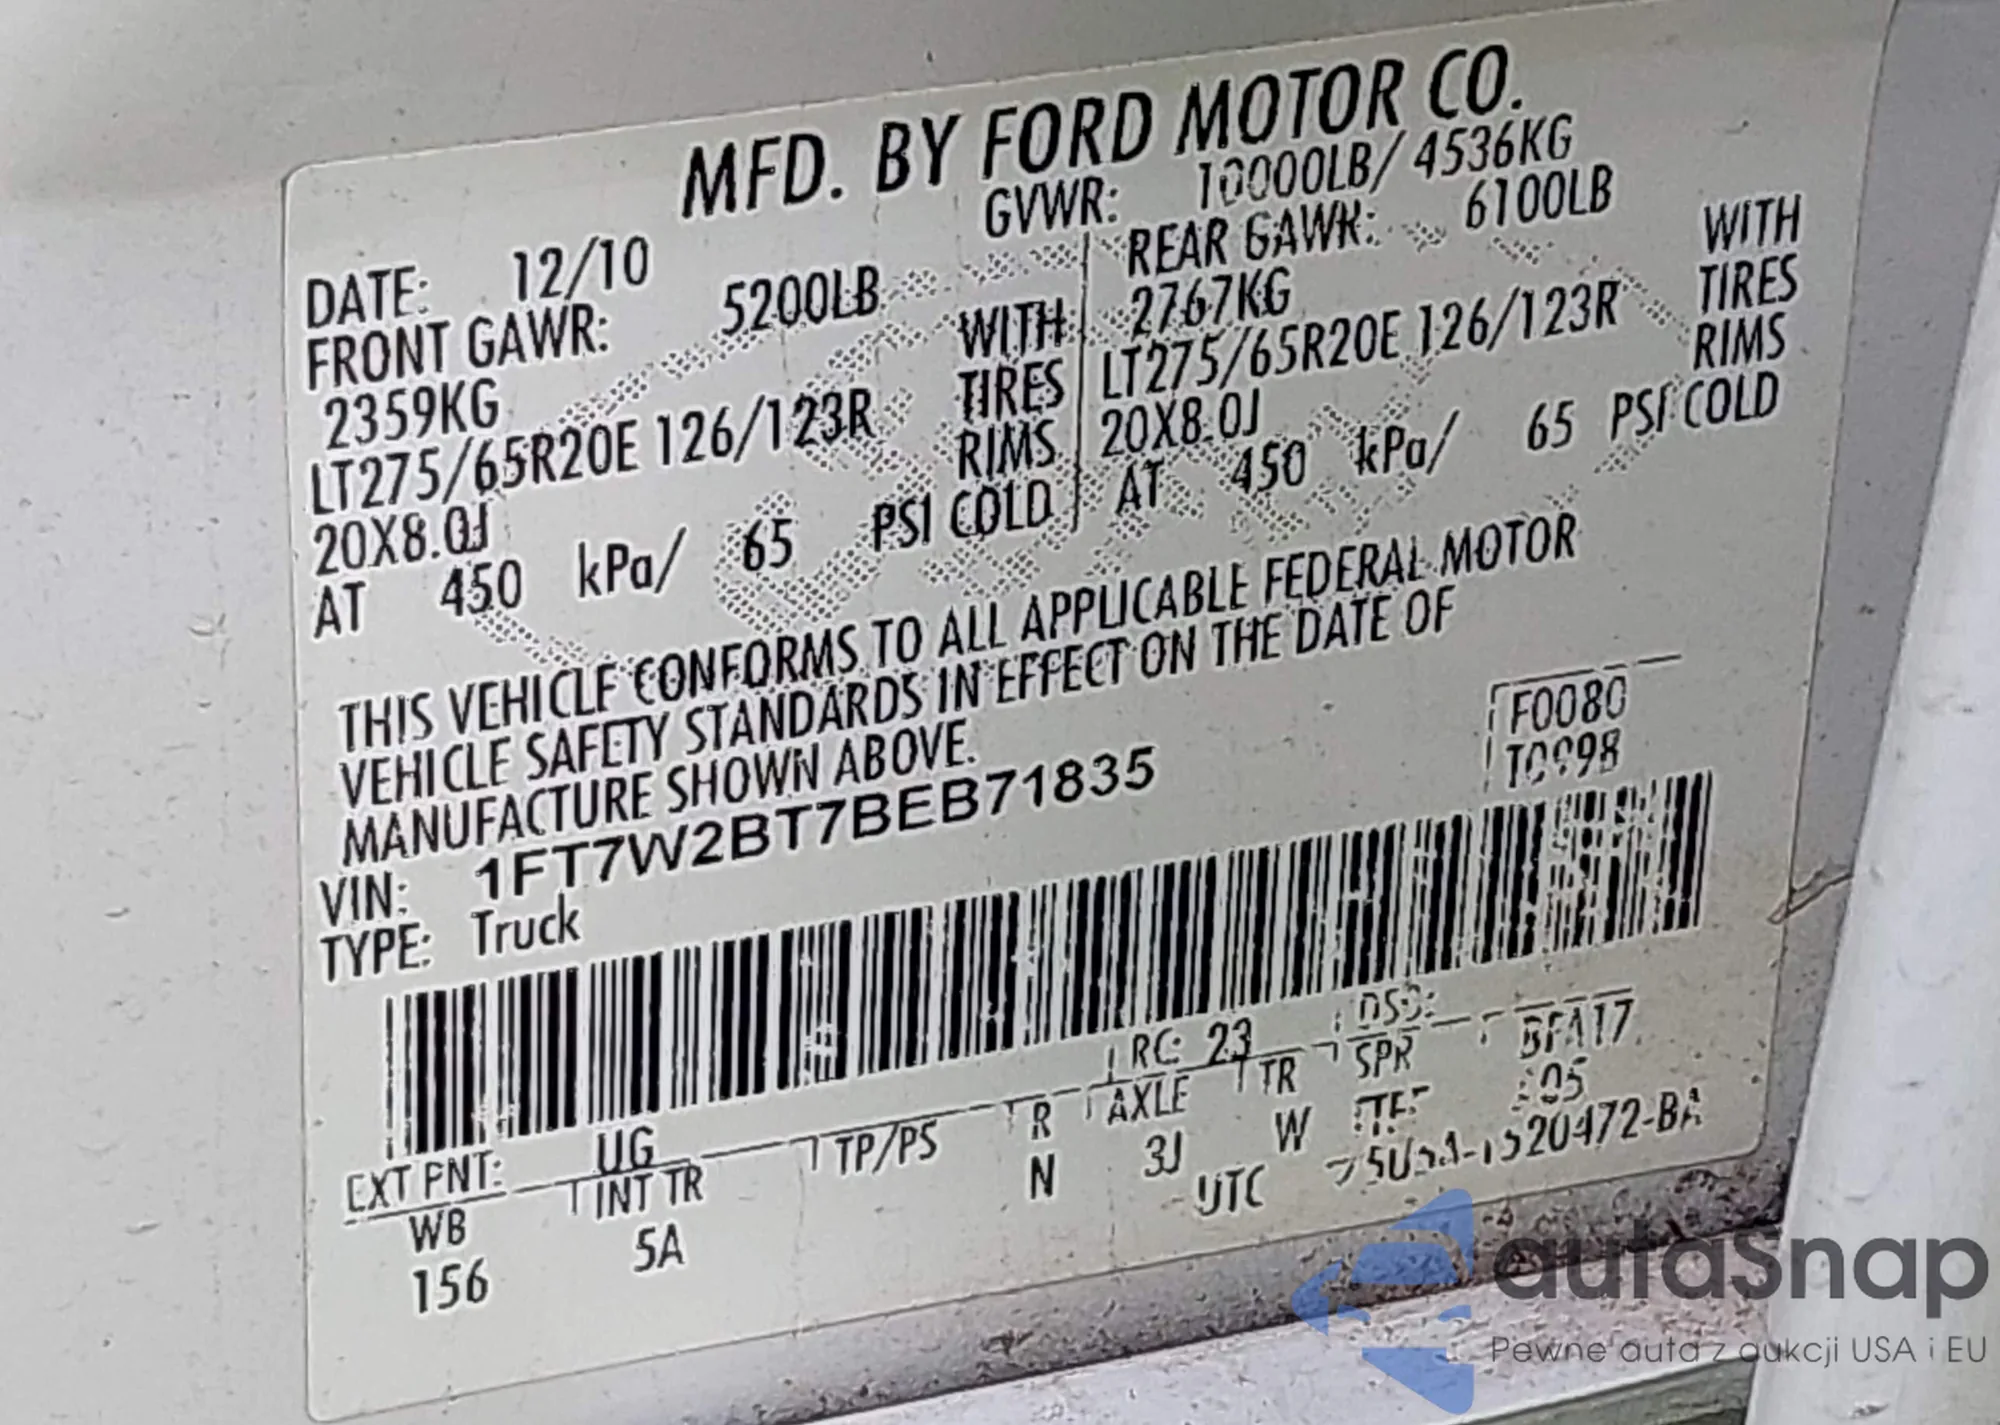 MFD. BY FORD MOTOR CO.
DATE: 12/10 GVWR: 10000LB/ 4536KG
FRONT GAWR: 5200LB REAR GAWR: 6100LB
2359KG WITH 2767KG WITH
LT275/65R20E 126/123R TIRES LT275/65R20E 126/123R TIRES
20X8.0J RIMS 20X8.0J RIMS
AT 450 kPa/ 65 PSI COLD AT 450 kPa/ 65 PSI COLD
THIS VEHICLE CONFORMS TO ALL APPLICABLE FEDERAL MOTOR
VEHICLE SAFETY STANDARDS IN EFFECT ON THE DATE OF
MANUFACTURE SHOWN ABOVE.
F0080
VIN: 1FT7W2BT7BEB71835
TYPE: Truck
EXT PNT: UG RC: 23 DSO:
WB INT TR TP/PS R AXLE TR SPR
156 5A N 3J W
UTC
autaSnap
Pewne auta z aukcji USA i EU